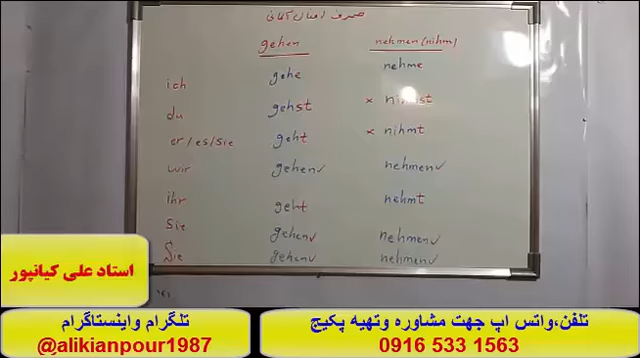 صرف افعال آلمانی
gehen nehmen (nihm)
ich gehe nehme
du gehst × nihmst
er/es/sie geht × nihmt
wir gehen✓ nehmen✓
ihr geht nehmt
Sie gehen✓ nehmen✓
Sie gehen✓ nehmen✓
استاد علی کیانپور
تلگرام واینستاگرام
@alikianpour1987
تلفن،واتس اپ جهت مشاوره وتهیه پکیج
0916 533 1563